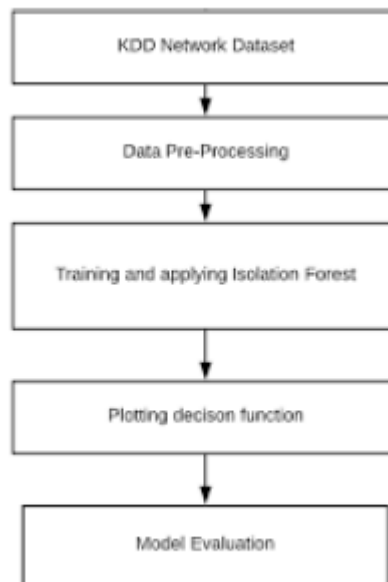 KDD Network Dataset
Data Pre-Processing
Training and applying Isolation Forest
Plotting decison function
Model Evaluation